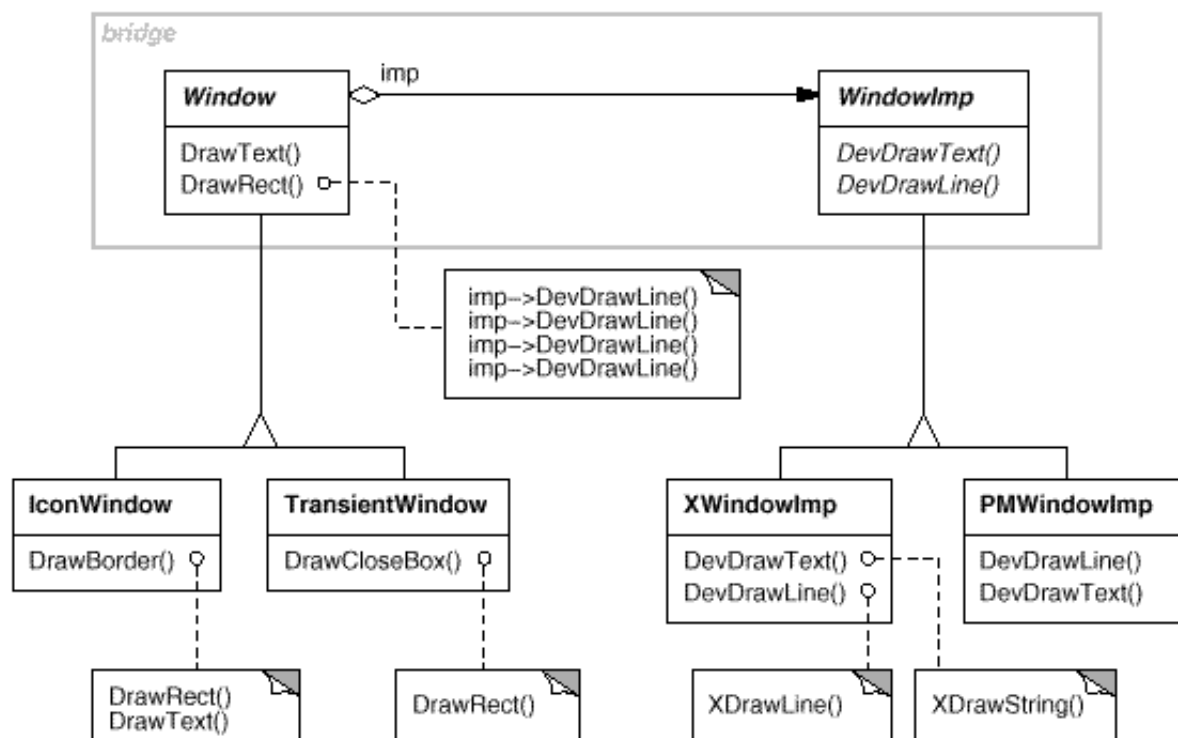 bridge
imp
Window
WindowImp
DrawText()
DrawRect()
DevDrawText()
DevDrawLine()
imp->DevDrawLine()
imp->DevDrawLine()
imp->DevDrawLine()
imp->DevDrawLine()
IconWindow
DrawBorder()
TransientWindow
DrawCloseBox()
XWindowImp
DevDrawText()
DevDrawLine()
PMWindowImp
DevDrawLine()
DevDrawText()
DrawRect()
DrawText()
DrawRect()
XDrawLine()
XDrawString()